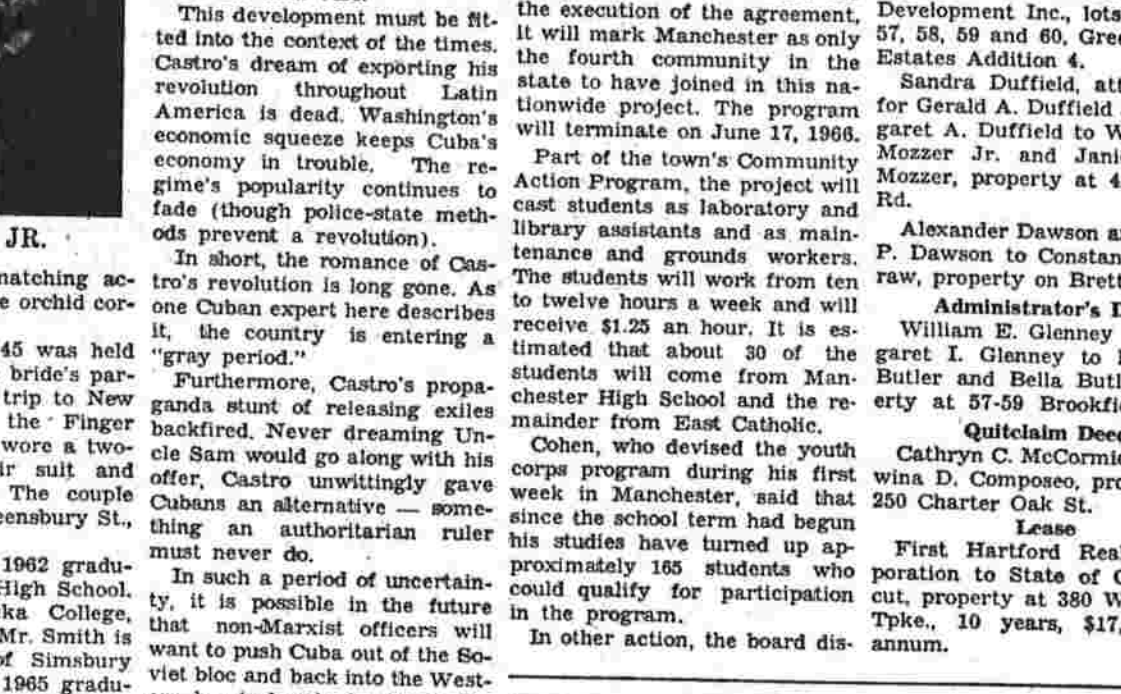 JR.
matching ac-
e orchid cor-
45 was held
bride's par-
trip to New
the Finger
wore a two-
ir suit and
The couple
eensbury St.,
1962 gradu-
High School.
ka College,
Mr. Smith is
of Simsbury
1965 gradu-
This development must be fit-
ted into the context of the times.
Castro's dream of exporting his
revolution throughout Latin
America is dead. Washington's
economic squeeze keeps Cuba's
economy in trouble. The re-
gime's popularity continues to
fade (though police-state meth-
ods prevent a revolution).
In short, the romance of Cas-
tro's revolution is long gone. As
one Cuban expert here describes
it, the country is entering a
"gray period."
Furthermore, Castro's propa-
ganda stunt of releasing exiles
backfired. Never dreaming Un-
cle Sam would go along with his
offer, Castro unwittingly gave
Cubans an alternative — some-
thing an authoritarian ruler
must never do.
In such a period of uncertain-
ty, it is possible in the future
that non-Marxist officers will
want to push Cuba out of the So-
viet bloc and back into the West-
the execution of the agreement,
it will mark Manchester as only
the fourth community in the
state to have joined in this na-
tionwide project. The program
will terminate on June 17, 1966.
Part of the town's Community
Action Program, the project will
cast students as laboratory and
library assistants and as main-
tenance and grounds workers.
The students will work from ten
to twelve hours a week and will
receive $1.25 an hour. It is es-
timated that about 30 of the
students will come from Man-
chester High School and the re-
mainder from East Catholic.
Cohen, who devised the youth
corps program during his first
week in Manchester, said that
since the school term had begun
his studies have turned up ap-
proximately 165 students who
could qualify for participation
in the program.
In other action, the board dis-
Development Inc., lots
57, 58, 59 and 60, Gree
Estates Addition 4.
Sandra Duffield, att
for Gerald A. Duffield
garet A. Duffield to W
Mozzer Jr. and Jani
Mozzer, property at 4
Rd.
Alexander Dawson a
P. Dawson to Constan
raw, property on Brett
Administrator's D
William E. Glenney
garet I. Glenney to
Butler and Bella Butl
erty at 57-59 Brookfi
Quitclaim Deed
Cathryn C. McCormic
wina D. Composeo, pro
250 Charter Oak St.
Lease
First Hartford Real
poration to State of C
cut, property at 380 W
Tpke., 10 years, $17,
annum.